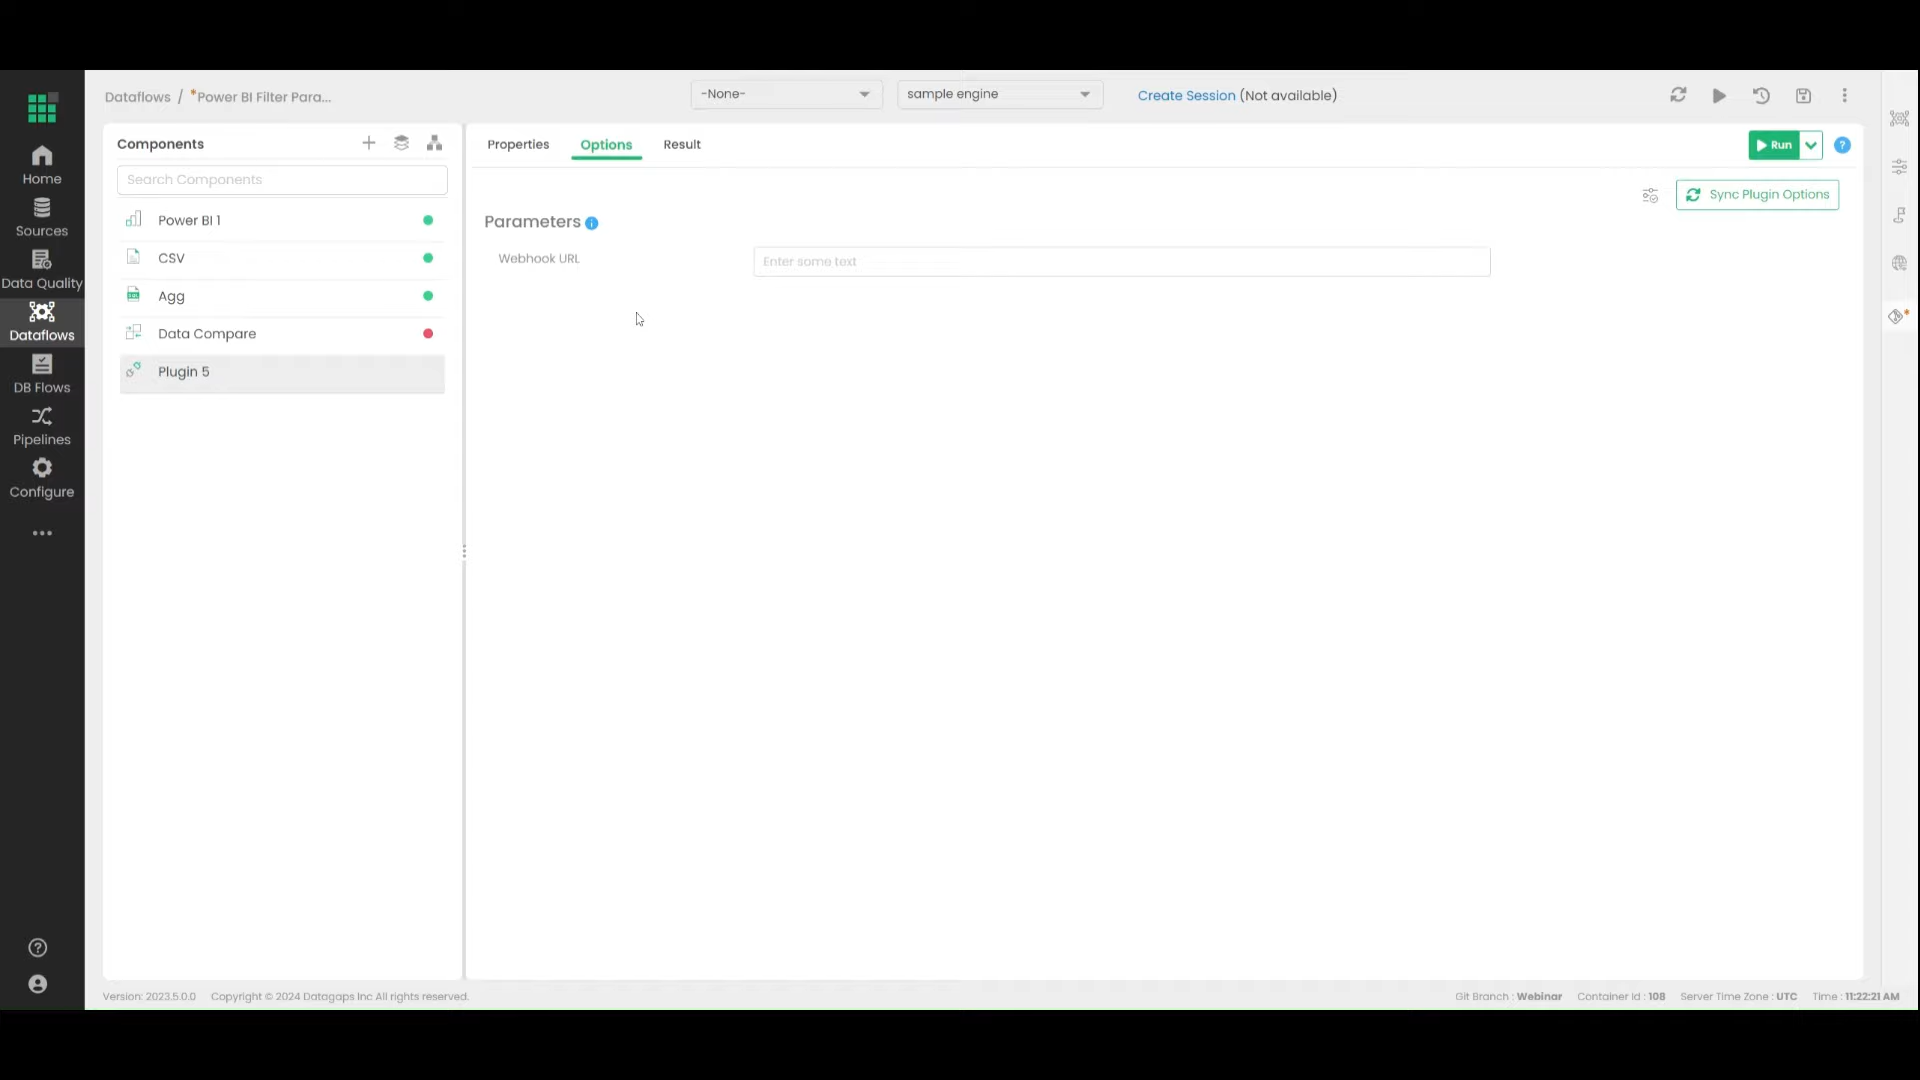 Dataflows / *Power BI Filter Para...
-None-
sample engine
Create Session (Not available)
Home
Sources
Data Quality
Dataflows
DB Flows
Pipelines
Configure
Components
Search Components
Power BI 1
CSV
Agg
Data Compare
Plugin 5
Properties
Options
Result
Run
?
Sync Plugin Options
Parameters i
Webhook URL
Enter some text
Version: 2023.5.0.0 Copyright © 2024 Datagaps Inc All rights reserved.
Git Branch : Webinar Container Id : 108 Server Time Zone : UTC Time : 11:22:21 AM